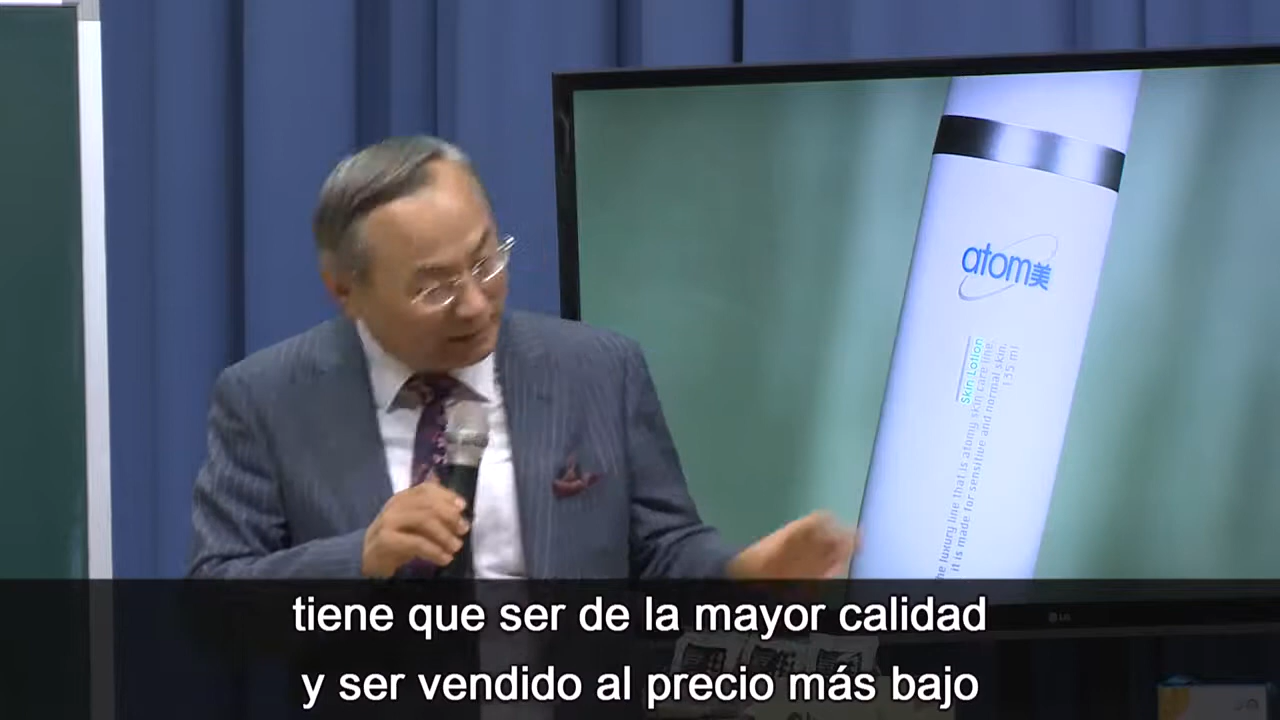 atom美
Skin Lotion
the luxury line that is atomy skin care line,
it is made for sensitive and normal skin.
135 ml
LG
tiene que ser de la mayor calidad
y ser vendido al precio más bajo